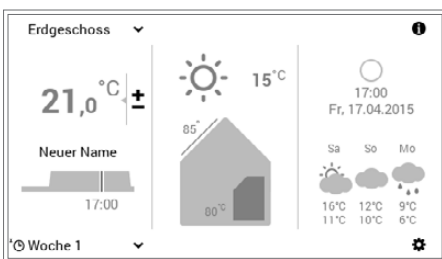 Erdgeschoss
21,0 °C ±
Neuer Name
17:00
Woche 1
15°C
85°
80°C
17:00
Fr, 17.04.2015
Sa So Mo
16°C 12°C 9°C
11°C 10°C 6°C